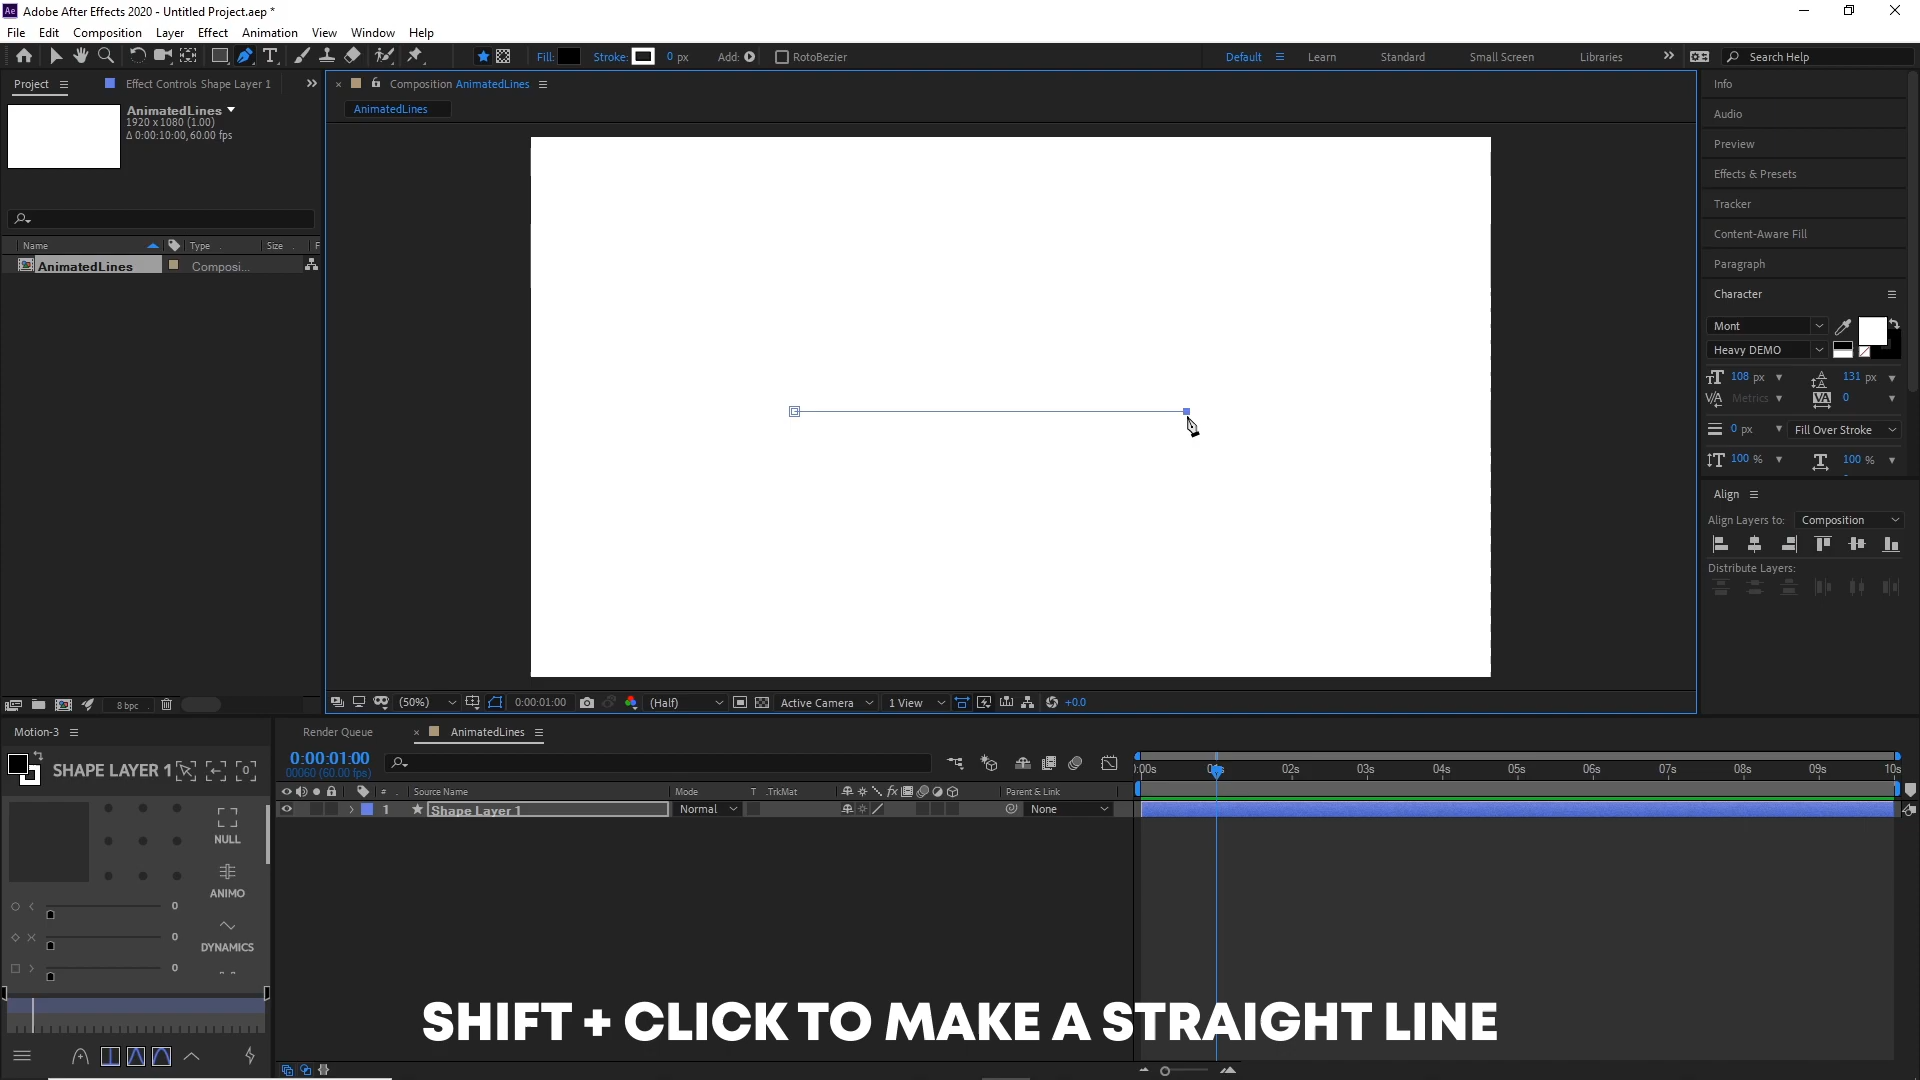 Ae Adobe After Effects 2020 - Untitled Project.aep *
File Edit Composition Layer Effect Animation View Window Help
Fill: Stroke: 0 px Add: RotoBezier Default Learn Standard Small Screen Libraries Search Help
Project Effect Controls Shape Layer 1
Composition AnimatedLines
AnimatedLines
AnimatedLines
1920 x 1080 (1.00)
Δ 0:00:10:00, 60.00 fps
Name Type Size F
AnimatedLines Composi...
8 bpc
(50%) 0:00:01:00 (Half) Active Camera 1 View +0.0
Info
Audio
Preview
Effects & Presets
Tracker
Content-Aware Fill
Paragraph
Character
Mont
Heavy DEMO
108 px 131 px
Metrics 0
0 px Fill Over Stroke
100 % 100 %
Align
Align Layers to: Composition
Distribute Layers:
Motion-3
SHAPE LAYER 1
NULL
ANIMO
0
0
DYNAMICS
0
Render Queue AnimatedLines
0:00:01:00
00060 (60.00 fps)
# Source Name Mode T .TrkMat fx Parent & Link
1 Shape Layer 1 Normal None
):00s 02s 03s 04s 05s 06s 07s 08s 09s 10s
SHIFT + CLICK TO MAKE A STRAIGHT LINE